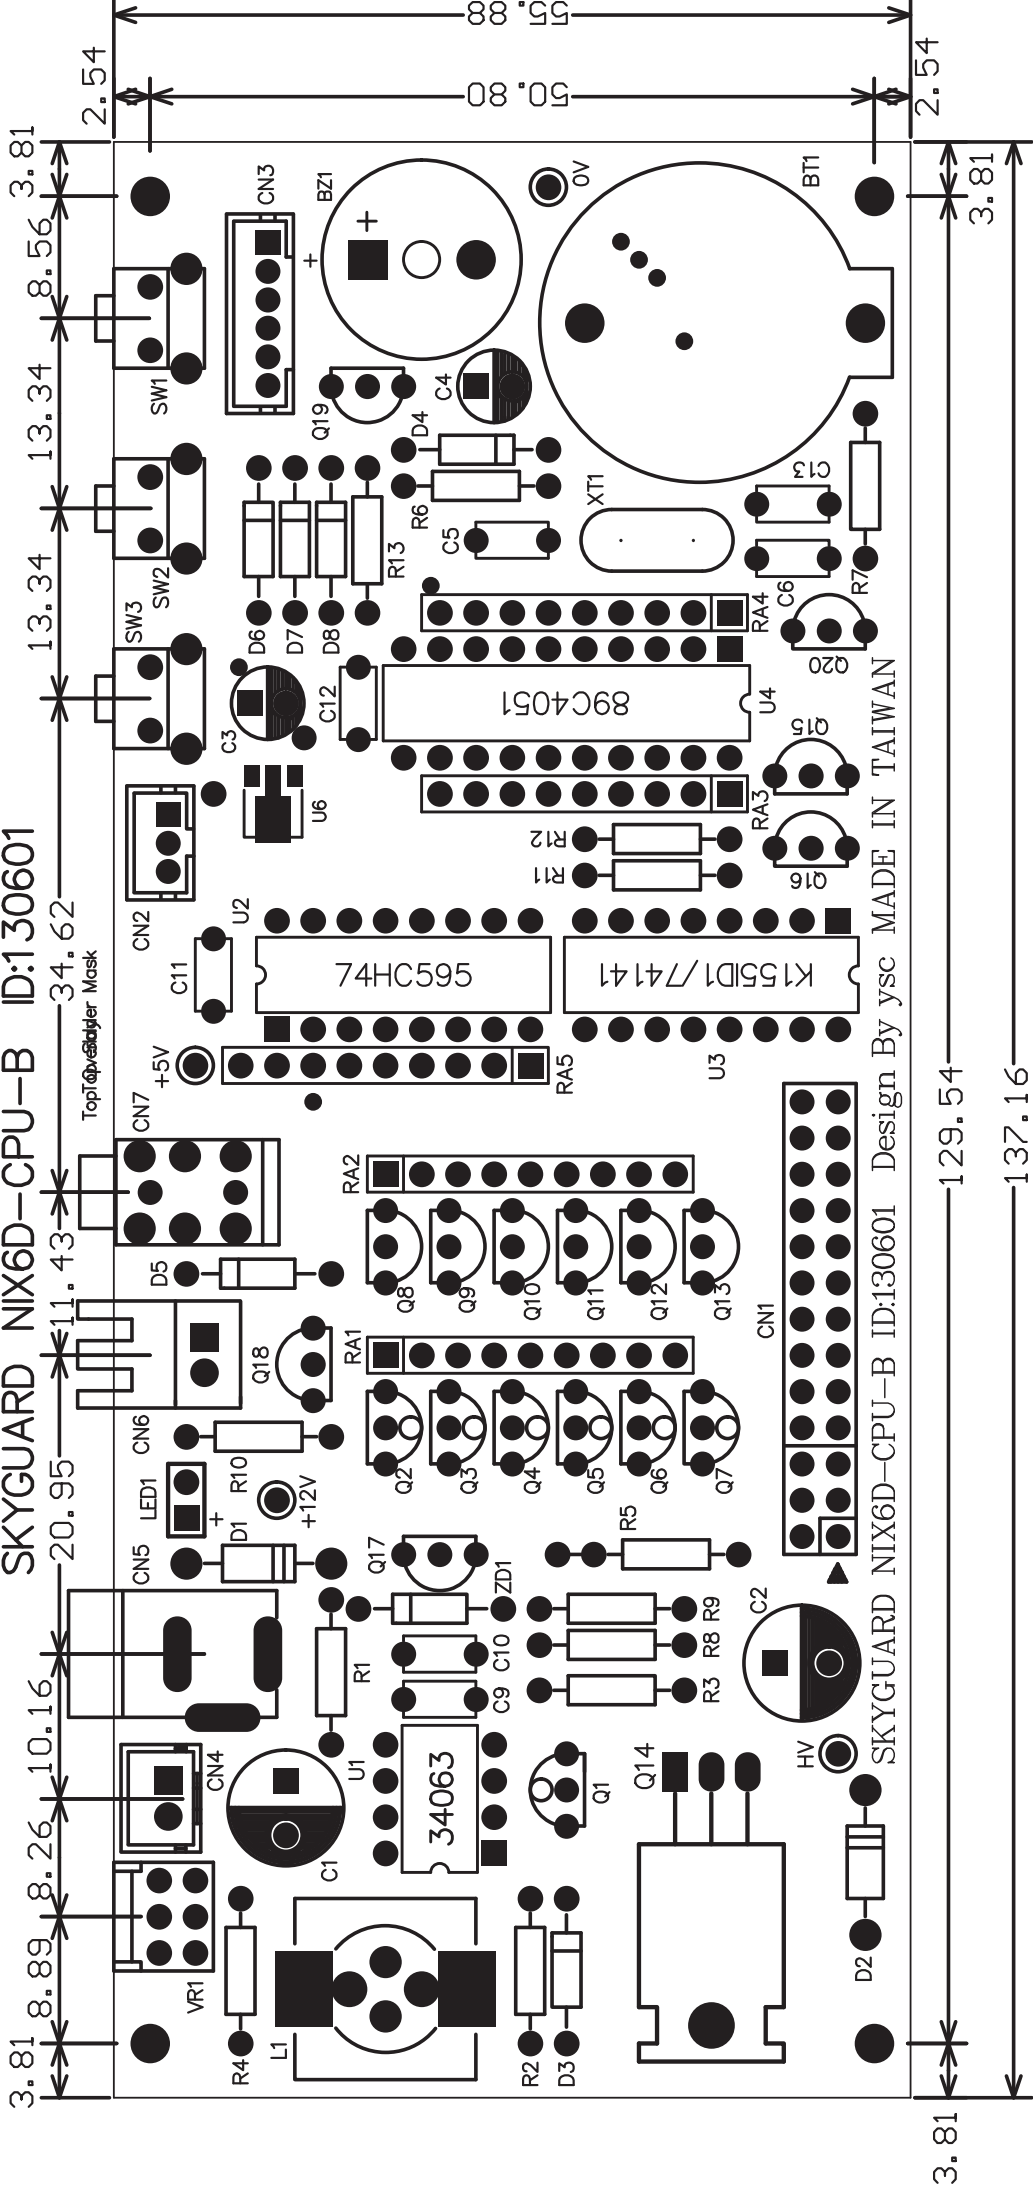 SKYGUARD NIX6D-CPU-B ID:130601
3.81
8.89
8.26
10.16
20.95
11.43
34.62
13.34
13.34
8.56
3.81
2.54
50.80
2.54
55.88
VR1
CN4
CN5
LED1
+
CN6
CN7
CN2
SW3
SW2
SW1
CN3
R4
L1
C1
U1
34063
R1
D1
+12V
R10
Q18
D5
+5V
C11
U2
74HC595
RA5
U6
C3
C12
D6
D7
D8
R13
Q19
BZ1
+
+
0V
R2
D3
Q1
C9
C10
ZD1
Q17
R3
R8
R9
R5
RA1
Q2
Q3
Q4
Q5
Q6
Q7
RA2
Q8
Q9
Q10
Q11
Q12
Q13
U3
K155ID1/74141
R11
R12
RA3
89C4051
U4
RA4
C5
R6
D4
C4
XT1
BT1
Q14
HV
D2
C2
CN1
Q16
Q15
Q20
C6
C13
R7
SKYGUARD NIX6D-CPU-B ID:130601 Design By ysc MADE IN TAIWAN
3.81
129.54
3.81
137.16